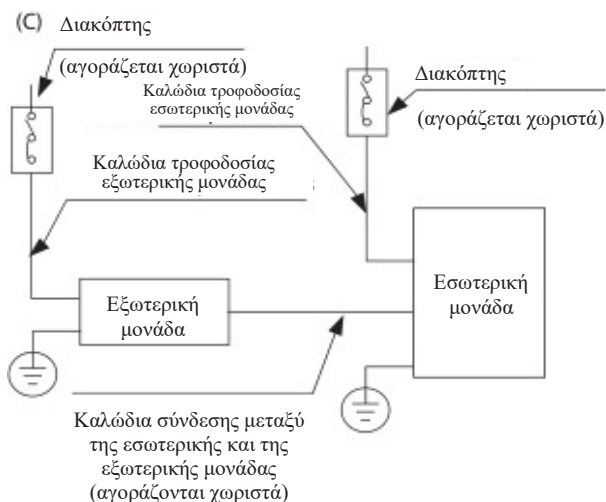 (C) Διακόπτης
(αγοράζεται χωριστά)
Καλώδια τροφοδοσίας
εσωτερικής μονάδας
Διακόπτης
(αγοράζεται χωριστά)
Καλώδια τροφοδοσίας
εξωτερικής μονάδας
Εξωτερική
μονάδα
Εσωτερική
μονάδα
Καλώδια σύνδεσης μεταξύ
της εσωτερικής και της
εξωτερικής μονάδας
(αγοράζονται χωριστά)